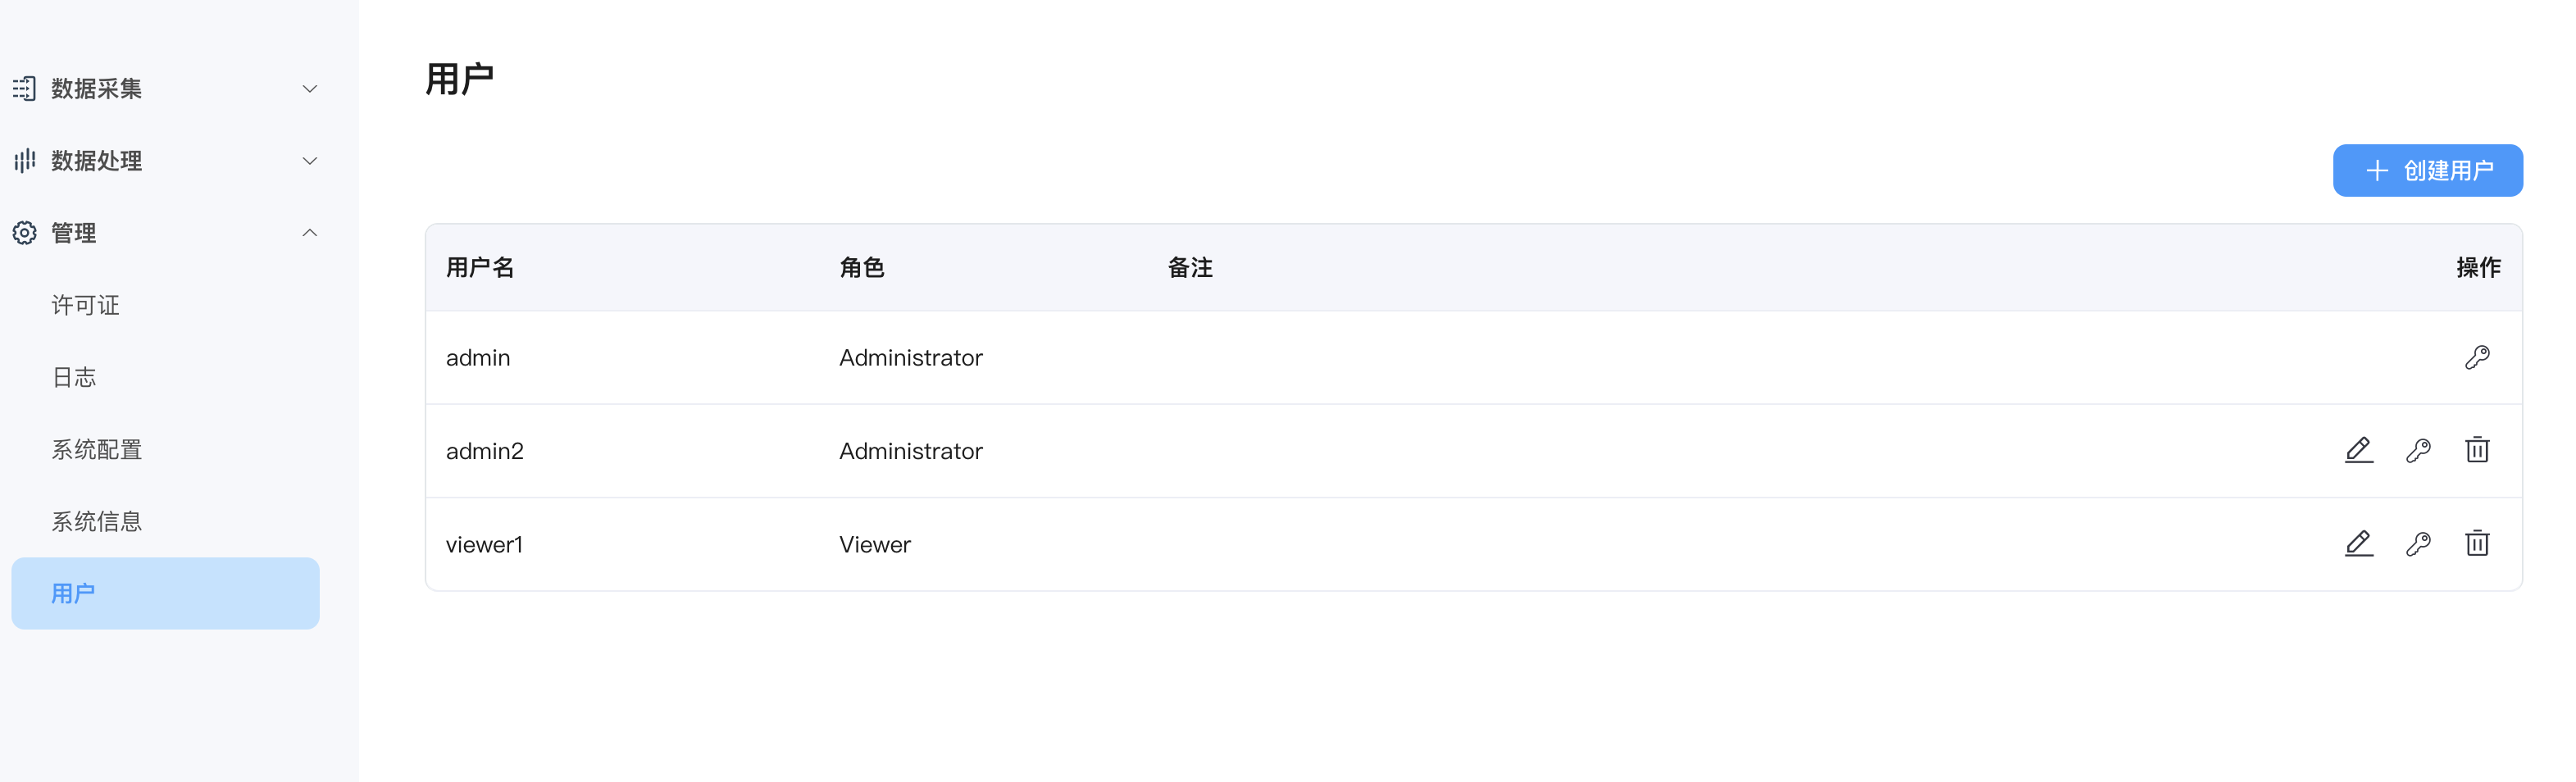 数据采集
数据处理
管理
许可证
日志
系统配置
系统信息
用户
用户
创建用户
用户名 角色 备注 操作
admin Administrator
admin2 Administrator
viewer1 Viewer